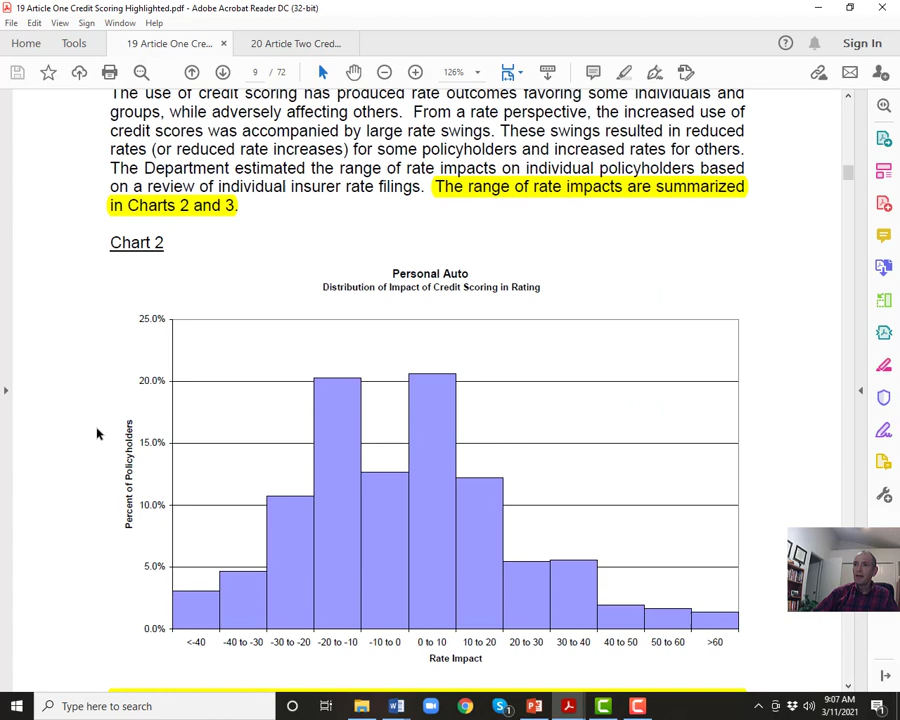 19 Article One Credit Scoring Highlighted.pdf - Adobe Acrobat Reader DC (32-bit)
File Edit View Sign Window Help
Home Tools 19 Article One Cre... × 20 Article Two Cred... Sign In
9 / 72 126%
The use of credit scoring has produced rate outcomes favoring some individuals and
groups, while adversely affecting others. From a rate perspective, the increased use of
credit scores was accompanied by large rate swings. These swings resulted in reduced
rates (or reduced rate increases) for some policyholders and increased rates for others.
The Department estimated the range of rate impacts on individual policyholders based
on a review of individual insurer rate filings. The range of rate impacts are summarized
in Charts 2 and 3.
Chart 2
Personal Auto
Distribution of Impact of Credit Scoring in Rating
25.0%
20.0%
15.0%
10.0%
5.0%
0.0%
Percent of Policyholders
<-40 -40 to -30 -30 to -20 -20 to -10 -10 to 0 0 to 10 10 to 20 20 to 30 30 to 40 40 to 50 50 to 60 >60
Rate Impact
Type here to search
9:07 AM
3/11/2021